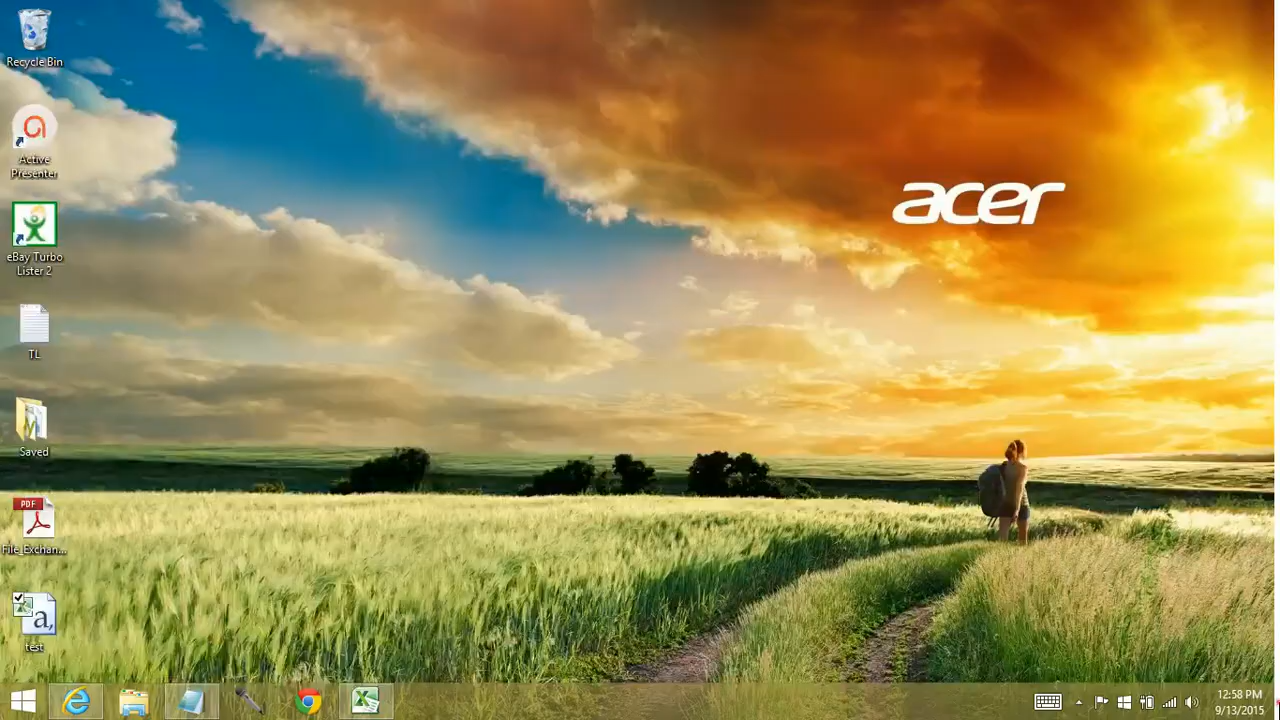 Recycle Bin
a
Active
Presenter
eBay Turbo
Lister 2
TL
Saved
PDF
File_Exchan...
a,
test
acer
12:58 PM
9/13/2015